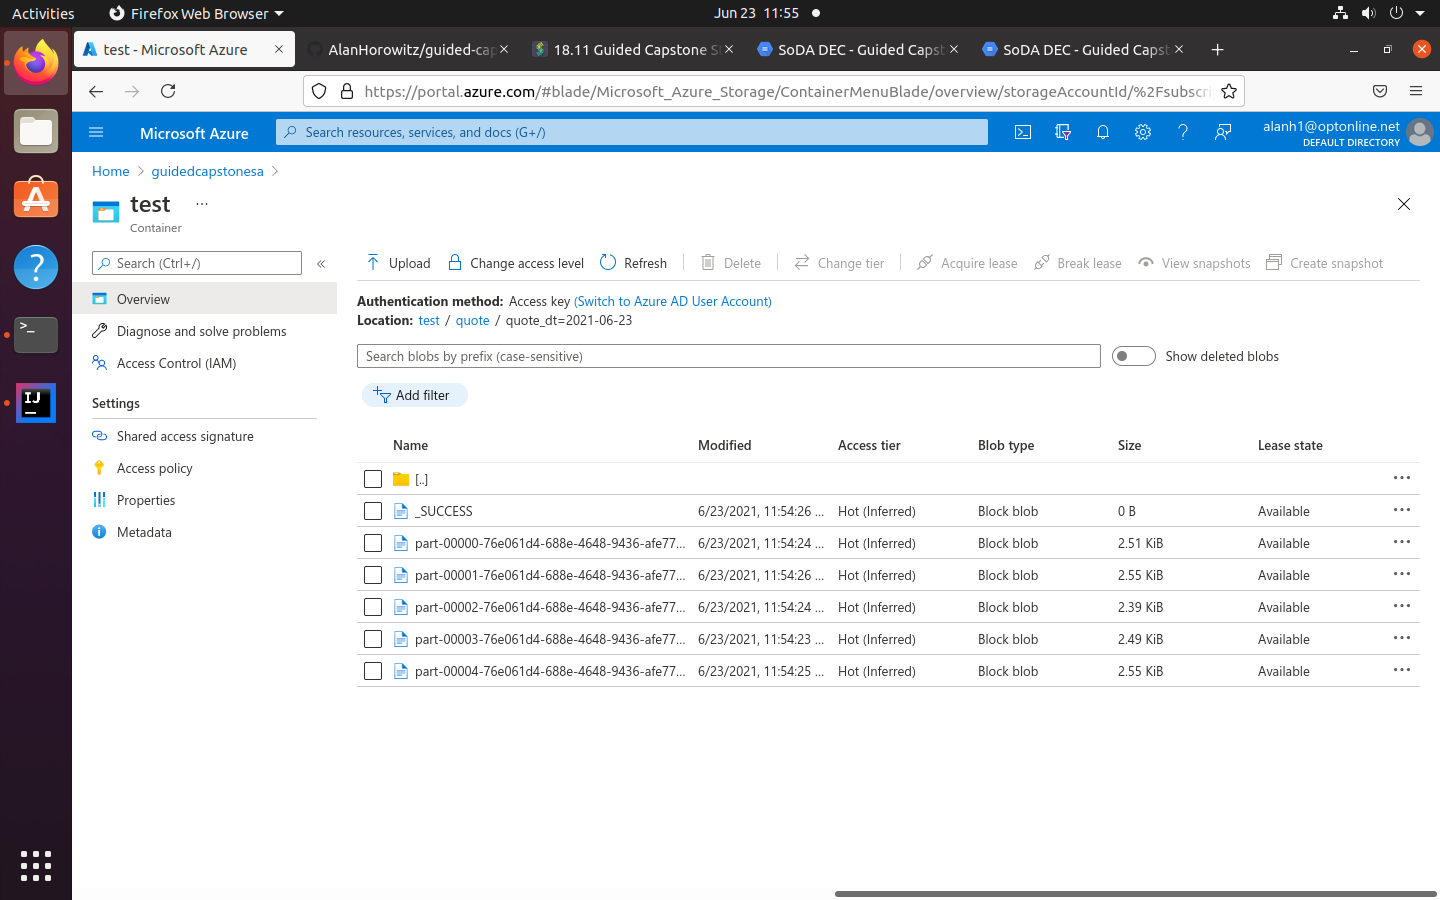 Activities Firefox Web Browser Jun 23 11:55
test - Microsoft Azure AlanHorowitz/guided-cap 18.11 Guided Capstone S SoDA DEC - Guided Capst SoDA DEC - Guided Capst
https://portal.azure.com/#blade/Microsoft_Azure_Storage/ContainerMenuBlade/overview/storageAccountId/%2Fsubscri
Microsoft Azure Search resources, services, and docs (G+/) alanh1@optonline.net
DEFAULT DIRECTORY
Home > guidedcapstonesa >
test ...
Container
Search (Ctrl+/) «
Upload Change access level Refresh Delete Change tier Acquire lease Break lease View snapshots Create snapshot
Overview
Diagnose and solve problems
Access Control (IAM)
Settings
Shared access signature
Access policy
Properties
Metadata
Authentication method: Access key (Switch to Azure AD User Account)
Location: test / quote / quote_dt=2021-06-23
Search blobs by prefix (case-sensitive) Show deleted blobs
Add filter
Name Modified Access tier Blob type Size Lease state
[..]
_SUCCESS 6/23/2021, 11:54:26 ... Hot (Inferred) Block blob 0 B Available
part-00000-76e061d4-688e-4648-9436-afe77... 6/23/2021, 11:54:24 ... Hot (Inferred) Block blob 2.51 KiB Available
part-00001-76e061d4-688e-4648-9436-afe77... 6/23/2021, 11:54:26 ... Hot (Inferred) Block blob 2.55 KiB Available
part-00002-76e061d4-688e-4648-9436-afe77... 6/23/2021, 11:54:24 ... Hot (Inferred) Block blob 2.39 KiB Available
part-00003-76e061d4-688e-4648-9436-afe77... 6/23/2021, 11:54:23 ... Hot (Inferred) Block blob 2.49 KiB Available
part-00004-76e061d4-688e-4648-9436-afe77... 6/23/2021, 11:54:25 ... Hot (Inferred) Block blob 2.55 KiB Available